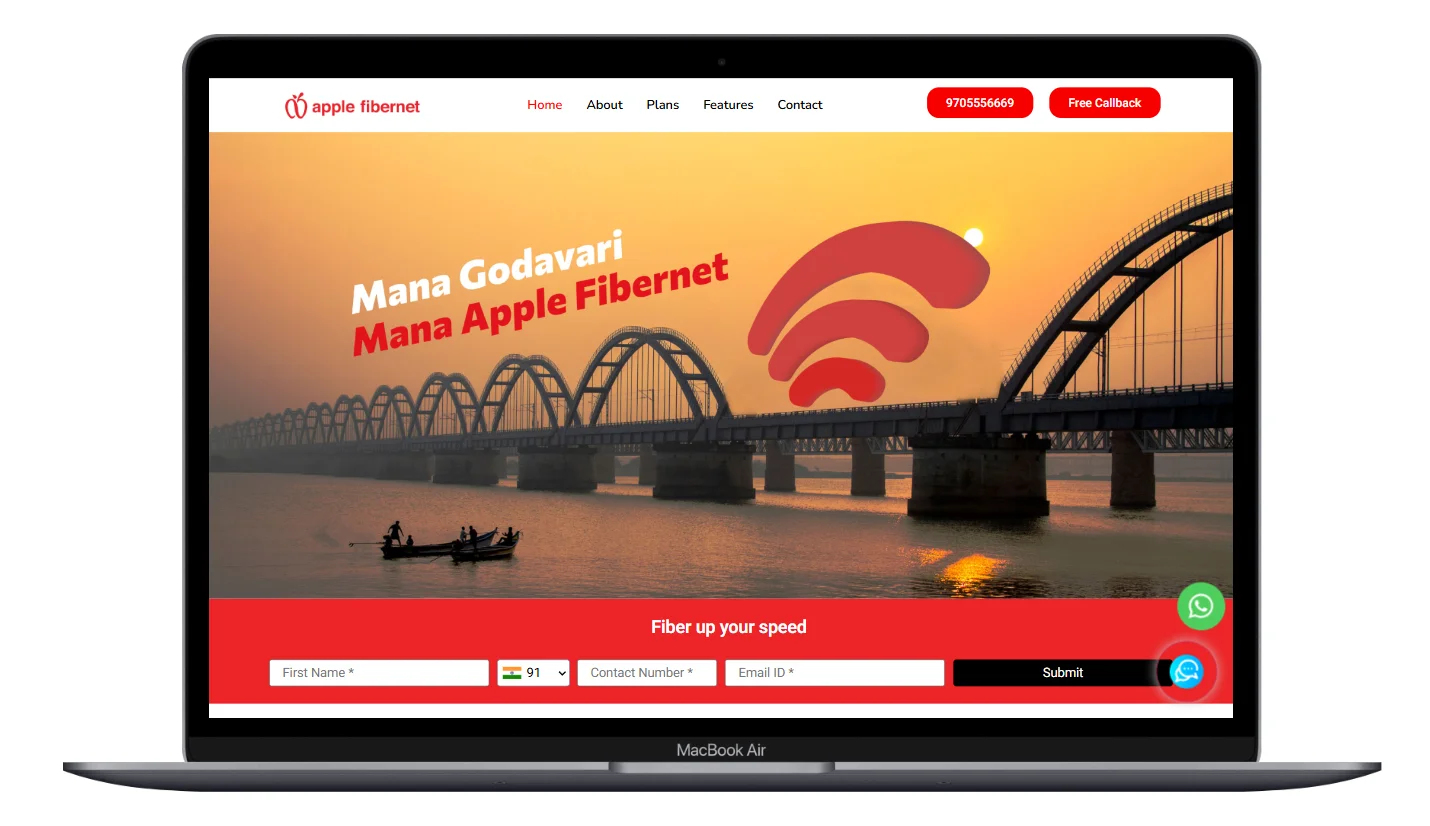 apple fibernet
Home About Plans Features Contact
9705556669 Free Callback
Mana Godavari
Mana Apple Fibernet
Fiber up your speed
First Name * 91 Contact Number * Email ID * Submit
MacBook Air